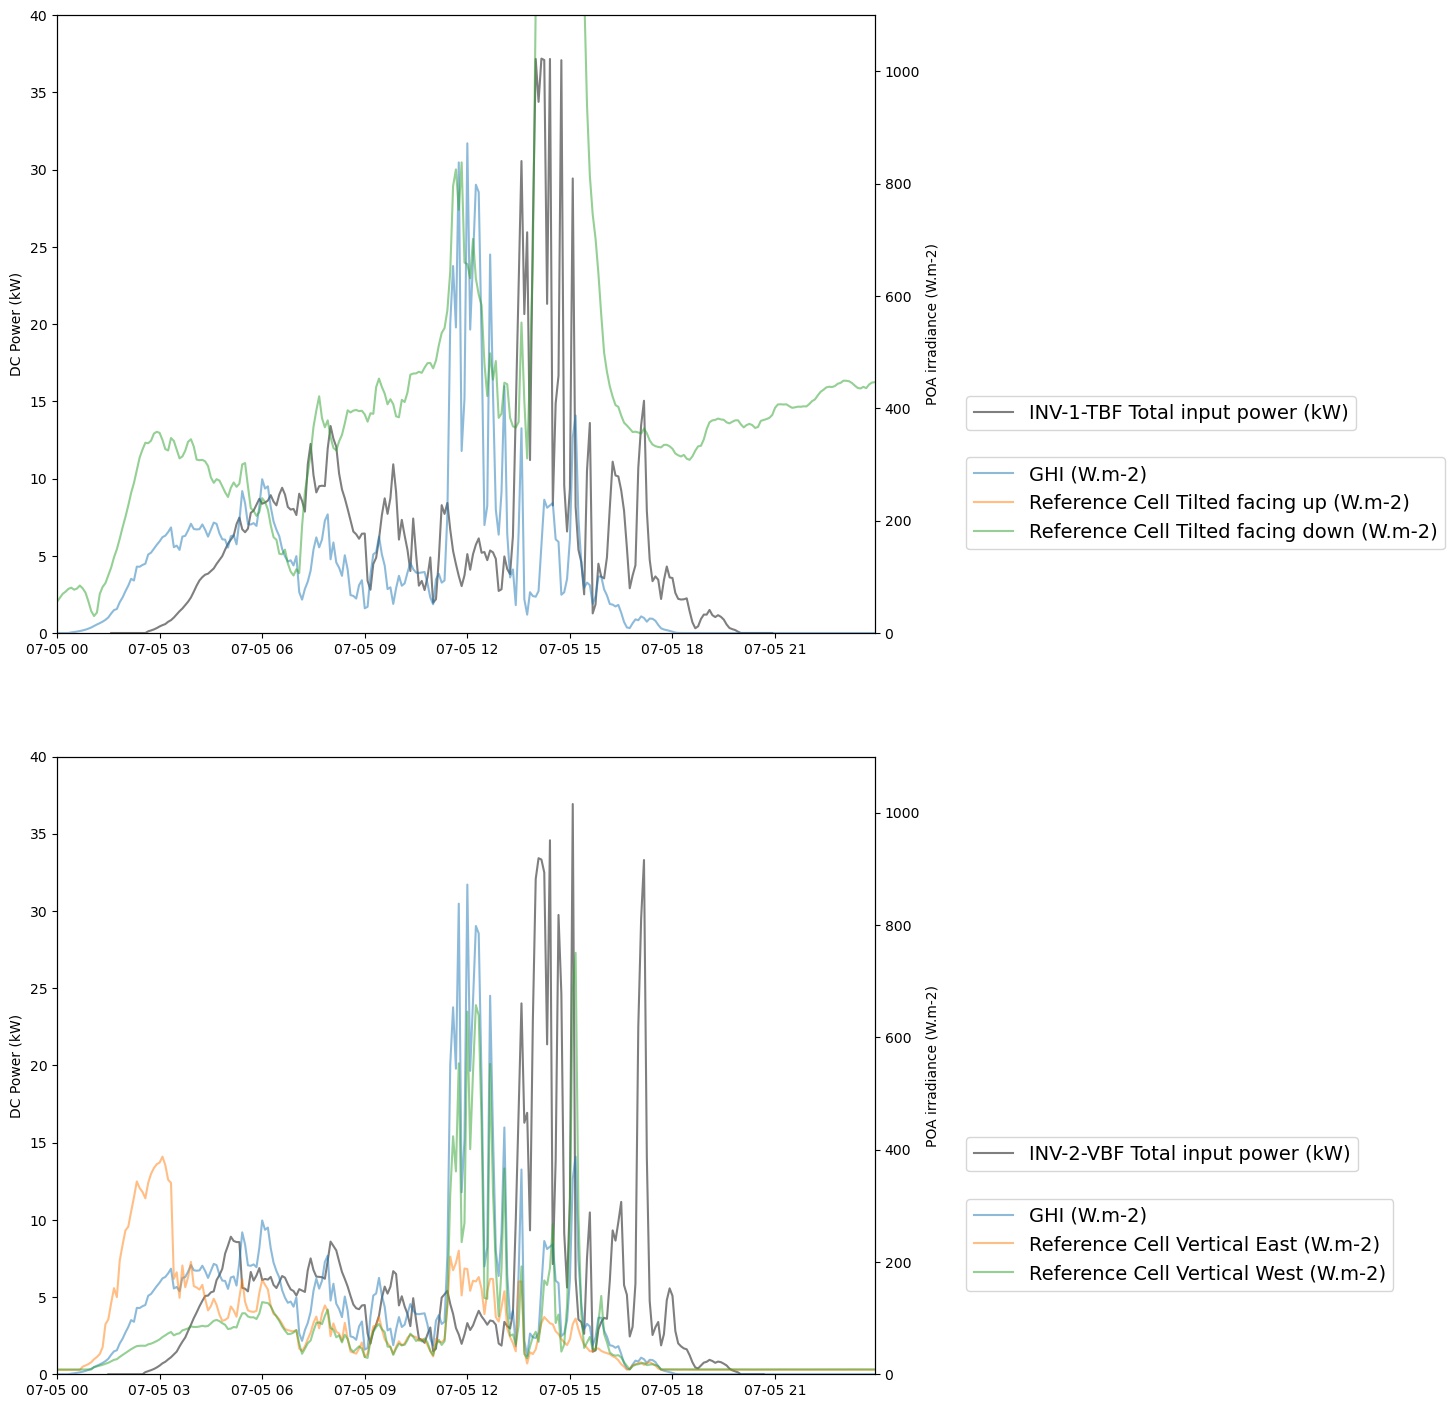 40
35
30
25
20
15
10
5
0
DC Power (kW)
1000
800
600
400
200
0
POA irradiance (W.m-2)
07-05 00 07-05 03 07-05 06 07-05 09 07-05 12 07-05 15 07-05 18 07-05 21
INV-1-TBF Total input power (kW)
GHI (W.m-2)
Reference Cell Tilted facing up (W.m-2)
Reference Cell Tilted facing down (W.m-2)
40
35
30
25
20
15
10
5
0
DC Power (kW)
1000
800
600
400
200
0
POA irradiance (W.m-2)
07-05 00 07-05 03 07-05 06 07-05 09 07-05 12 07-05 15 07-05 18 07-05 21
INV-2-VBF Total input power (kW)
GHI (W.m-2)
Reference Cell Vertical East (W.m-2)
Reference Cell Vertical West (W.m-2)